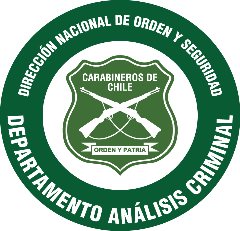 DIRECCIÓN NACIONAL DE ORDEN Y SEGURIDAD
CARABINEROS DE
CHILE
ORDEN Y PATRIA
DEPARTAMENTO ANÁLISIS CRIMINAL